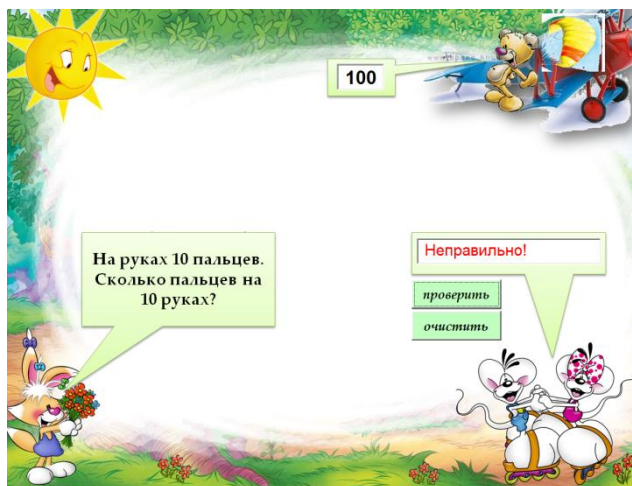 100
На руках 10 пальцев.
Сколько пальцев на
10 руках?
Неправильно!
проверить
очистить